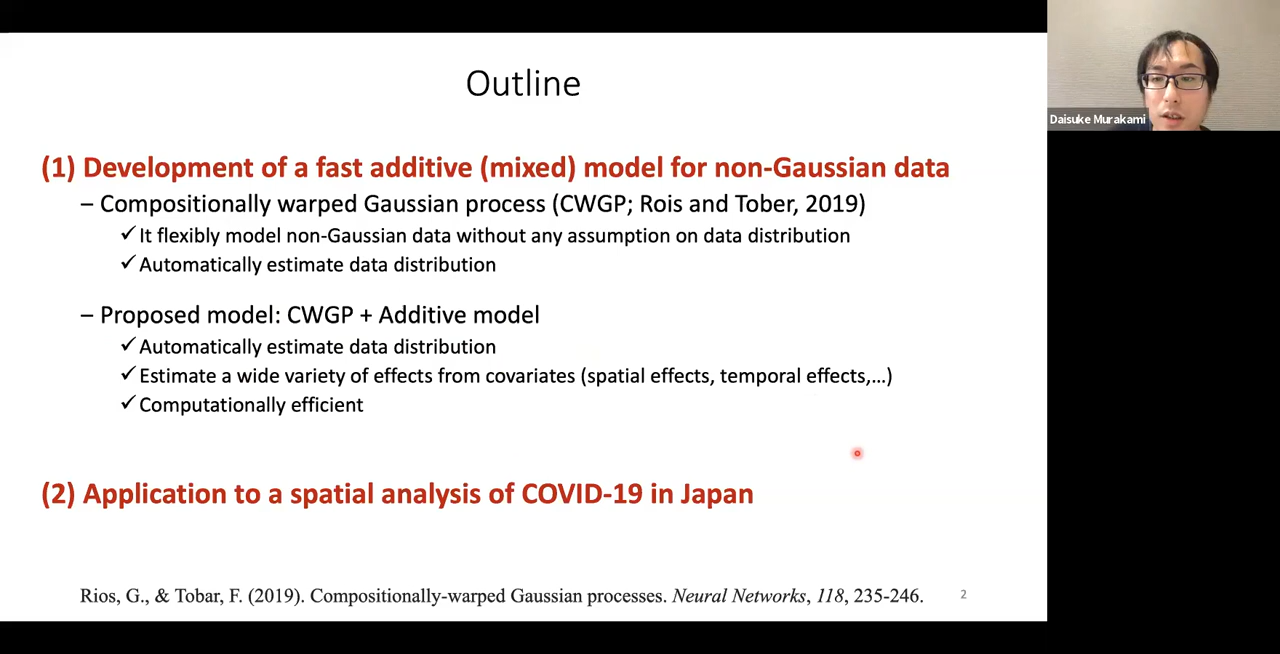 Outline
(1) Development of a fast additive (mixed) model for non-Gaussian data
– Compositionally warped Gaussian process (CWGP; Rois and Tober, 2019)
✓It flexibly model non-Gaussian data without any assumption on data distribution
✓Automatically estimate data distribution
– Proposed model: CWGP + Additive model
✓Automatically estimate data distribution
✓Estimate a wide variety of effects from covariates (spatial effects, temporal effects,...)
✓Computationally efficient
(2) Application to a spatial analysis of COVID-19 in Japan
Rios, G., & Tobar, F. (2019). Compositionally-warped Gaussian processes. Neural Networks, 118, 235-246.
2
Daisuke Murakami